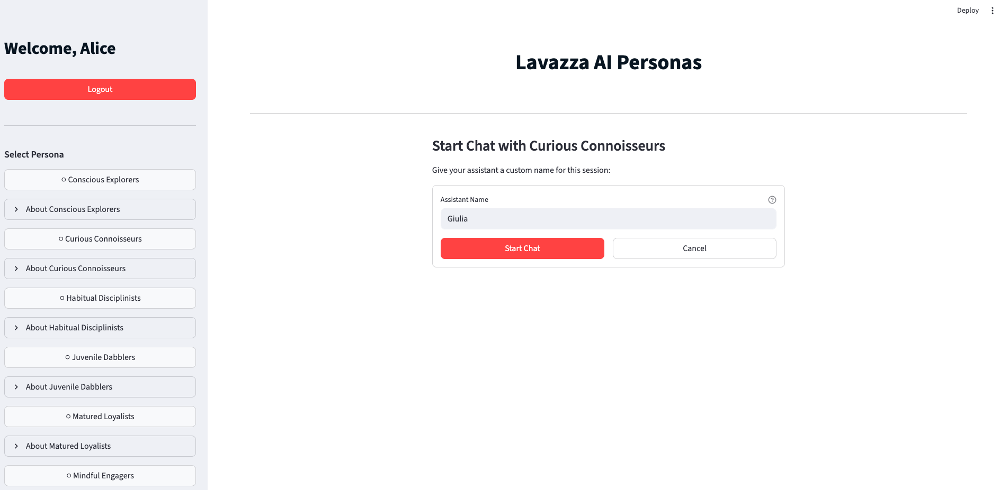 Deploy
Welcome, Alice
Logout
Select Persona
Conscious Explorers
About Conscious Explorers
Curious Connoisseurs
About Curious Connoisseurs
Habitual Disciplinists
About Habitual Disciplinists
Juvenile Dabblers
About Juvenile Dabblers
Matured Loyalists
About Matured Loyalists
Mindful Engagers
Lavazza AI Personas
Start Chat with Curious Connoisseurs
Give your assistant a custom name for this session:
Assistant Name
Giulia
Start Chat
Cancel